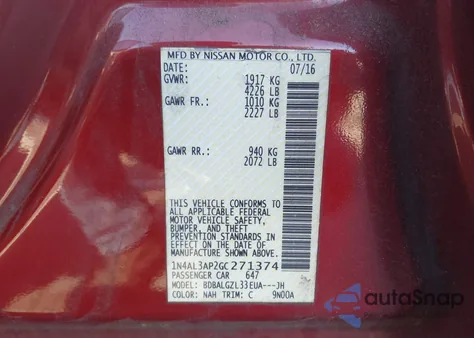 MFD BY NISSAN MOTOR CO., LTD.
DATE: 07/16
GVWR: 1917 KG
4226 LB
GAWR FR.: 1010 KG
2227 LB
GAWR RR.: 940 KG
2072 LB
THIS VEHICLE CONFORMS TO
ALL APPLICABLE FEDERAL
MOTOR VEHICLE SAFETY,
BUMPER, AND THEFT
PREVENTION STANDARDS
IN EFFECT ON THE DATE OF
MANUFACTURE SHOWN ABOVE.
1N4AL3AP2GC271374
PASSENGER CAR 647
MODEL: BDBALGZL33EUA---JH
COLOR: NAH TRIM: C 9N00A
autoSnap